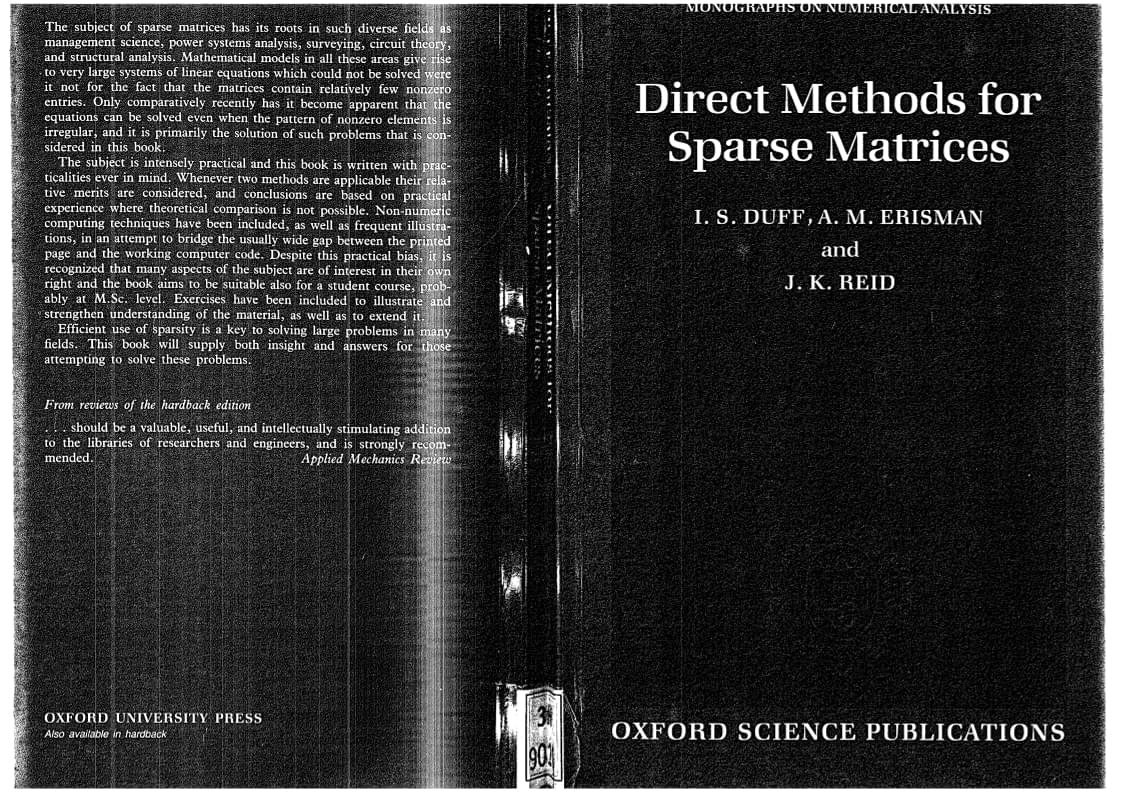 The subject of sparse matrices has its roots in such diverse fields as
management science, power systems analysis, surveying, circuit theory,
and structural analysis. Mathematical models in all these areas give rise
to very large systems of linear equations which could not be solved were
it not for the fact that the matrices contain relatively few nonzero
entries. Only comparatively recently has it become apparent that the
equations can be solved even when the pattern of nonzero elements is
irregular, and it is primarily the solution of such problems that is con-
sidered in this book.
The subject is intensely practical and this book is written with prac-
ticalities ever in mind. Whenever two methods are applicable their rela-
tive merits are considered, and conclusions are based on practical
experience where theoretical comparison is not possible. Non-numeric
computing techniques have been included, as well as frequent illustra-
tions, in an attempt to bridge the usually wide gap between the printed
page and the working computer code. Despite this practical bias, it is
recognized that many aspects of the subject are of interest in their own
right and the book aims to be suitable also for a student course, prob-
ably at M.Sc. level. Exercises have been included to illustrate and
strengthen understanding of the material, as well as to extend it.
Efficient use of sparsity is a key to solving large problems in many
fields. This book will supply both insight and answers for those
attempting to solve these problems.
From reviews of the hardback edition
. . . should be a valuable, useful, and intellectually stimulating addition
to the libraries of researchers and engineers, and is strongly recom-
mended. Applied Mechanics Review
OXFORD UNIVERSITY PRESS
Also available in hardback
3
901
MONOGRAPHS ON NUMERICAL ANALYSIS
Direct Methods for
Sparse Matrices
I. S. DUFF, A. M. ERISMAN
and
J. K. REID
OXFORD SCIENCE PUBLICATIONS